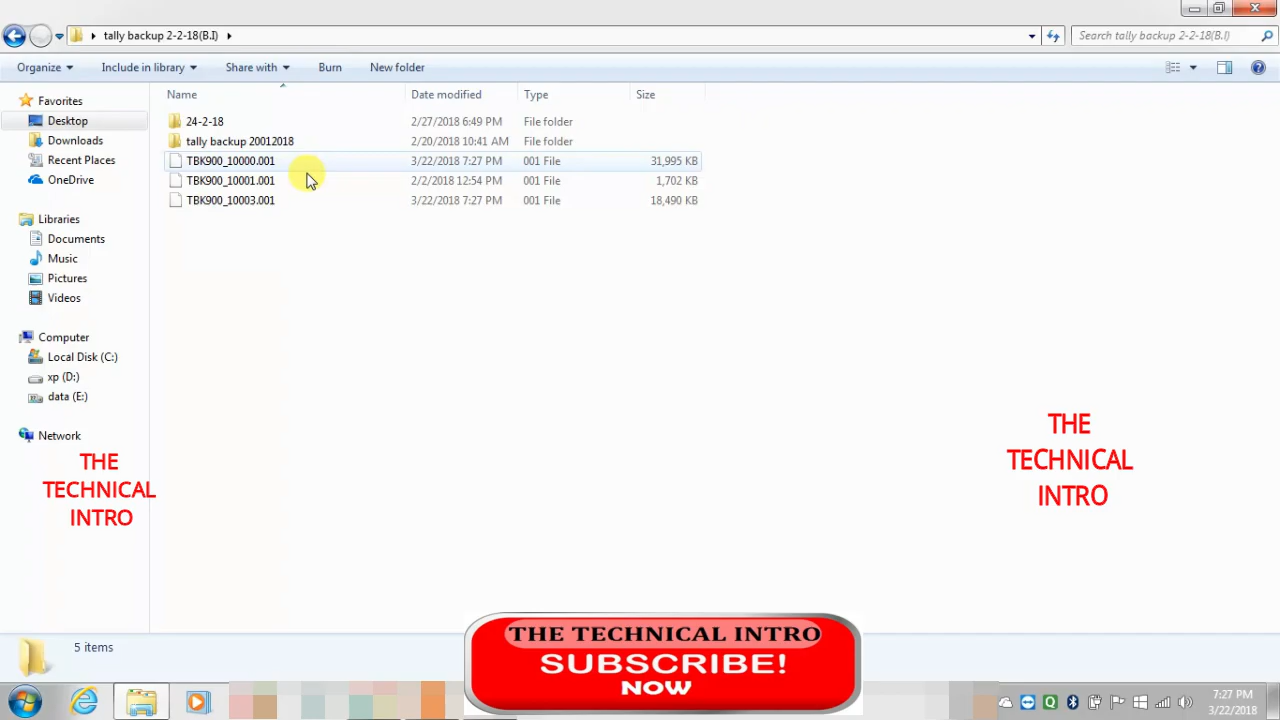 tally backup 2-2-18(B.I)
Search tally backup 2-2-18(B.I)
Organize Include in library Share with Burn New folder
Name Date modified Type Size
Favorites
Desktop
Downloads
Recent Places
OneDrive
Libraries
Documents
Music
Pictures
Videos
Computer
Local Disk (C:)
xp (D:)
data (E:)
Network
24-2-18 2/27/2018 6:49 PM File folder
tally backup 20012018 2/20/2018 10:41 AM File folder
TBK900_10000.001 3/22/2018 7:27 PM 001 File 31,995 KB
TBK900_10001.001 2/2/2018 12:54 PM 001 File 1,702 KB
TBK900_10003.001 3/22/2018 7:27 PM 001 File 18,490 KB
THE
TECHNICAL
INTRO
THE
TECHNICAL
INTRO
5 items
THE TECHNICAL INTRO
SUBSCRIBE!
NOW
7:27 PM
3/22/2018